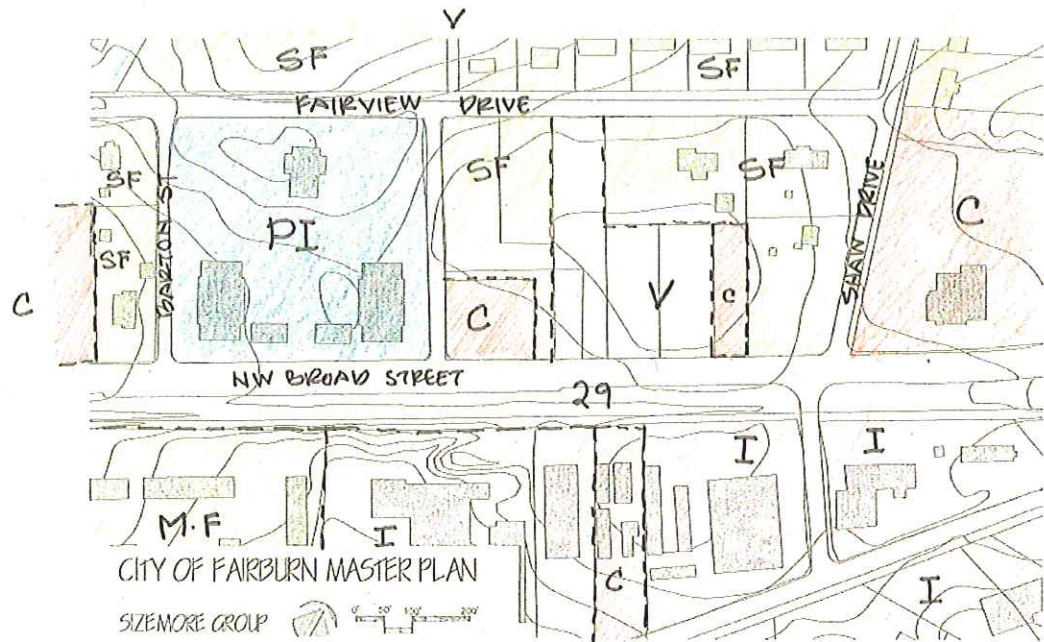 V
SF
SF
FAIRVIEW DRIVE
SF
BARTON ST.
PI
SF
SF
SHAW DRIVE
C
SF
C
C
V
C
NW BROAD STREET
29
I
I
M.F
I
C
I
CITY OF FAIRBURN MASTER PLAN
SIZEMORE GROUP
0' 50' 100' 200'